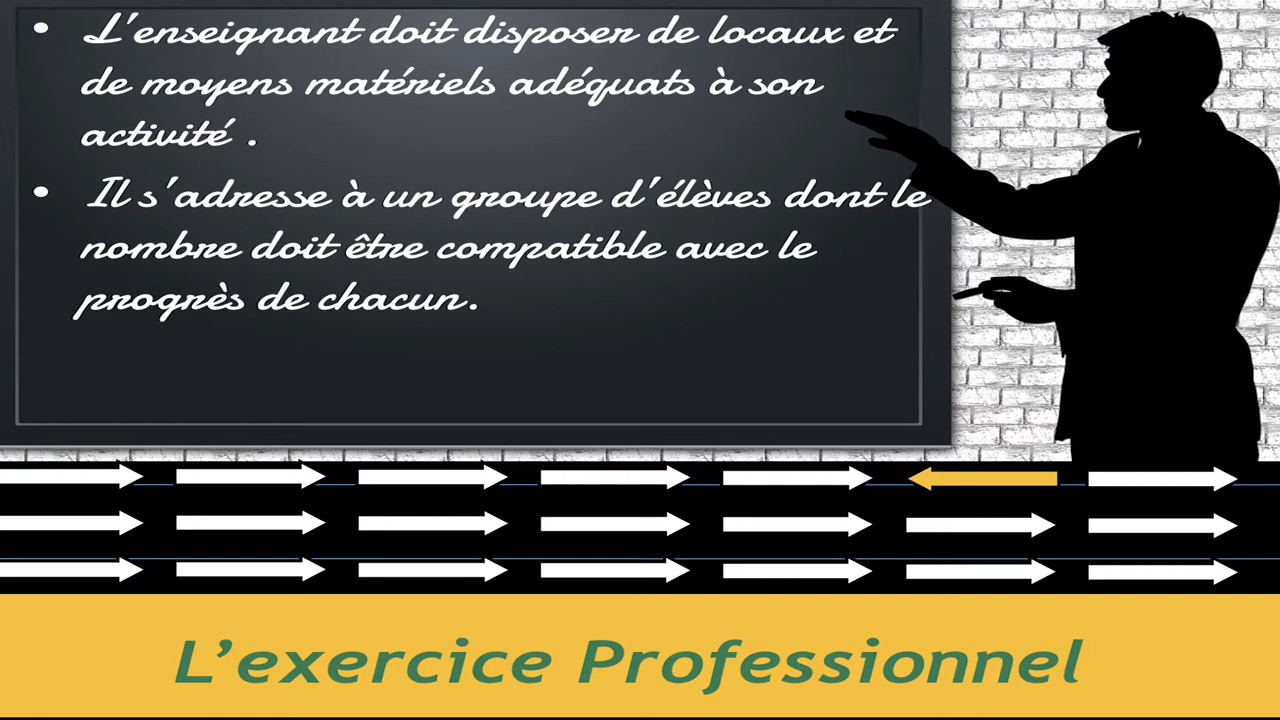 • L'enseignant doit disposer de locaux et
de moyens matériels adéquats à son
activité .
• Il s'adresse à un groupe d'élèves dont le
nombre doit être compatible avec le
progrès de chacun.
L'exercice Professionnel